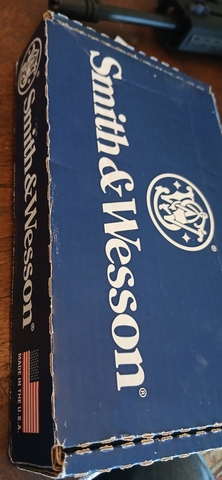 Smith & Wesson®
Smith & Wesson®
MADE IN THE U.S.A.